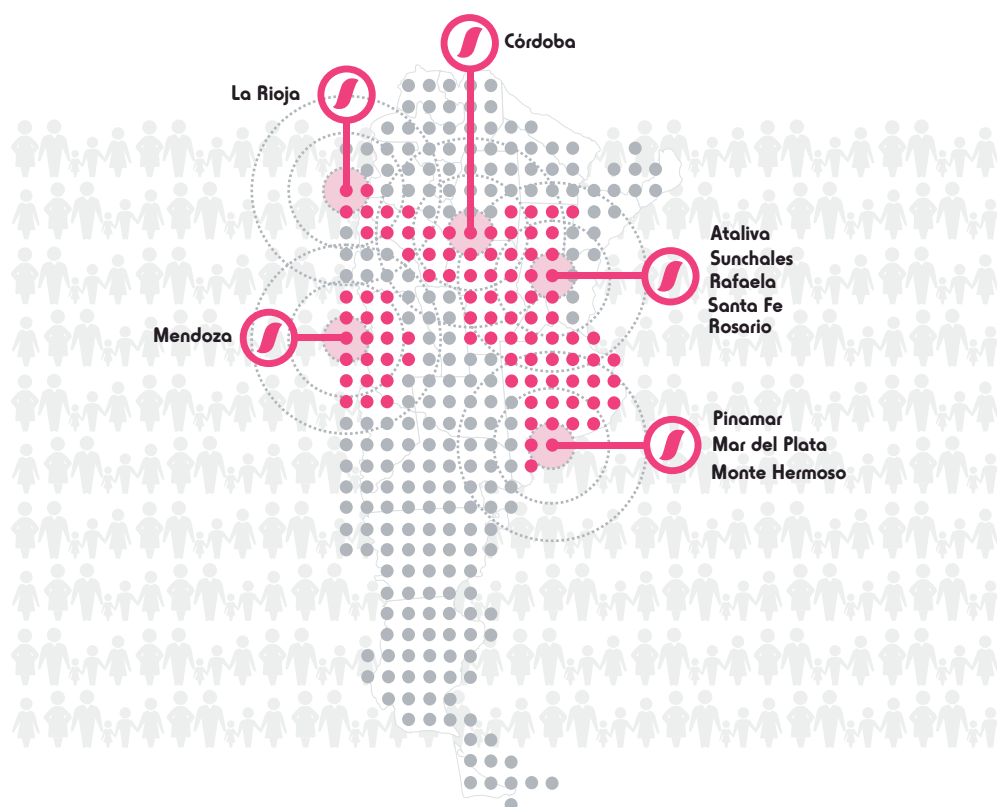 Córdoba
La Rioja
Ataliva
Sunchales
Rafaela
Santa Fe
Rosario
Mendoza
Pinamar
Mar del Plata
Monte Hermoso